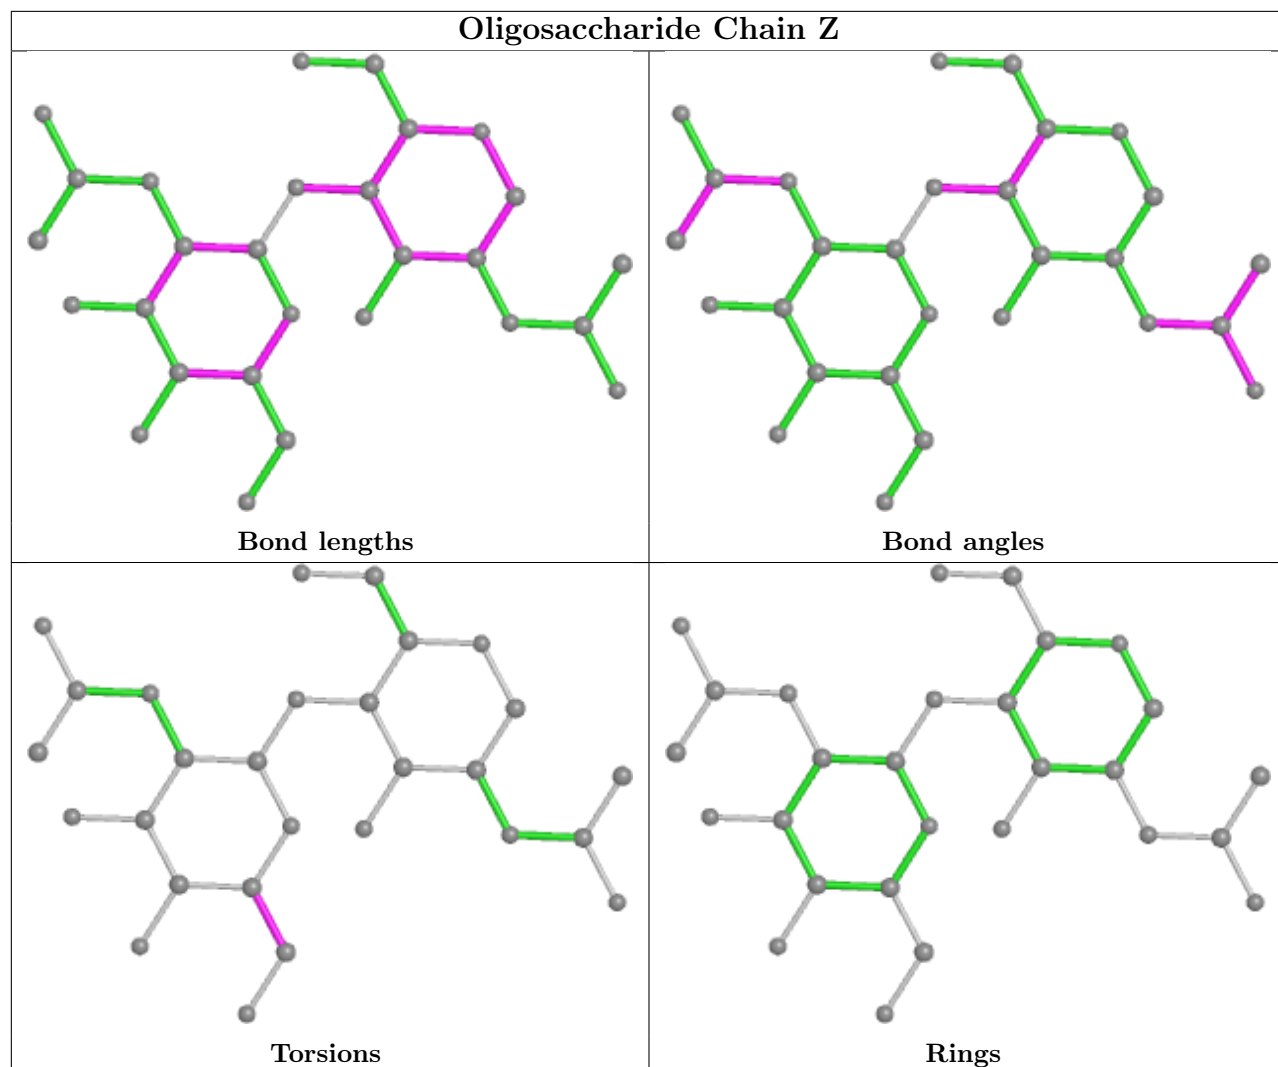 Oligosaccharide Chain Z
Bond lengths
Bond angles
Torsions
Rings